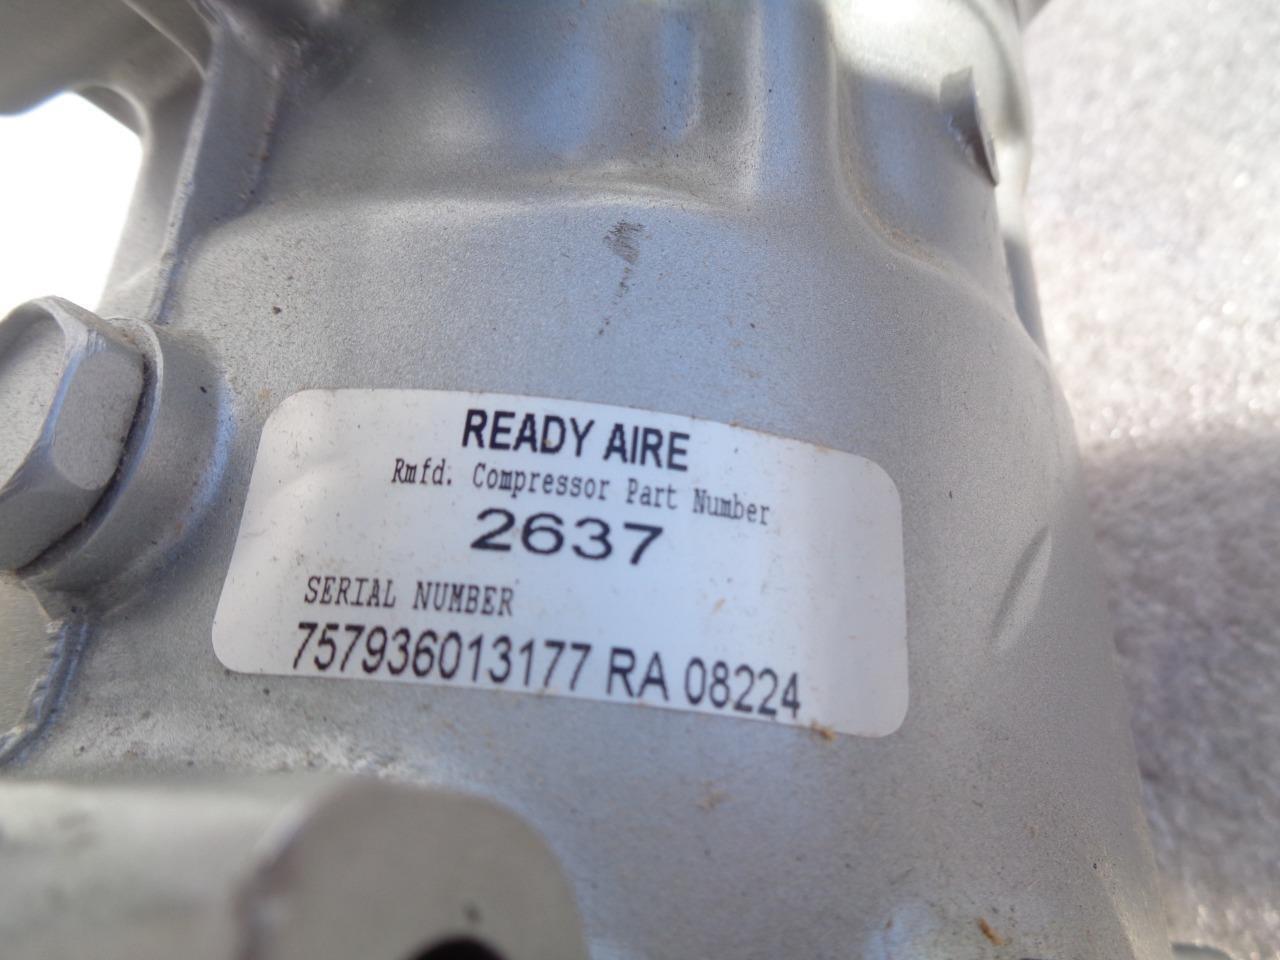 READY AIRE
Rmfd. Compressor Part Number
2637
SERIAL NUMBER
757936013177 RA 08224